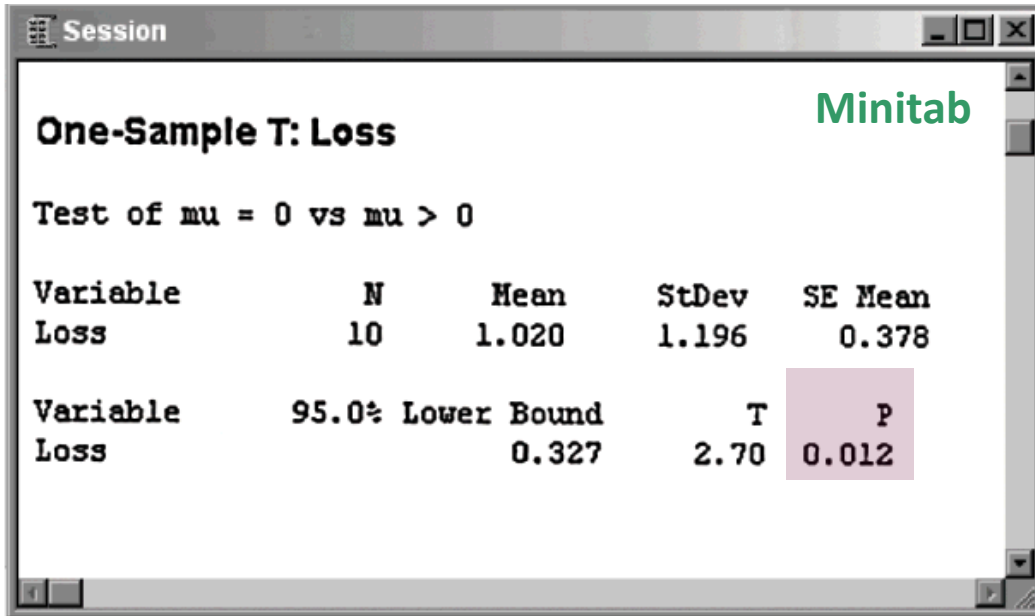 Session
Minitab
One-Sample T: Loss
Test of mu = 0 vs mu > 0
Variable N Mean StDev SE Mean
Loss 10 1.020 1.196 0.378
Variable 95.0% Lower Bound T P
Loss 0.327 2.70 0.012